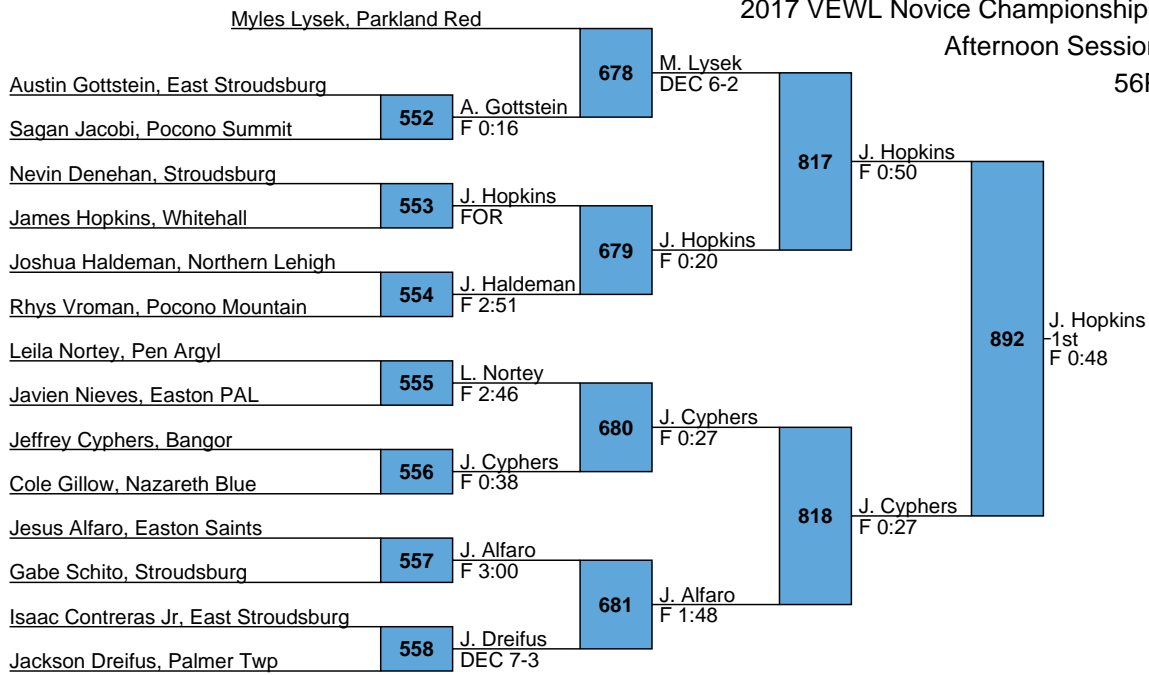 2017 VEWL Novice Championship
Afternoon Session
56
Myles Lysek, Parkland Red
678
M. Lysek
DEC 6-2
Austin Gottstein, East Stroudsburg
552
A. Gottstein
F 0:16
Sagan Jacobi, Pocono Summit
817
J. Hopkins
F 0:50
Nevin Denehan, Stroudsburg
553
J. Hopkins
FOR
James Hopkins, Whitehall
679
J. Hopkins
F 0:20
Joshua Haldeman, Northern Lehigh
554
J. Haldeman
F 2:51
Rhys Vroman, Pocono Mountain
892
J. Hopkins
1st
F 0:48
Leila Nortey, Pen Argyl
555
L. Nortey
F 2:46
Javien Nieves, Easton PAL
680
J. Cyphers
F 0:27
Jeffrey Cyphers, Bangor
556
J. Cyphers
F 0:38
Cole Gillow, Nazareth Blue
818
J. Cyphers
F 0:27
Jesus Alfaro, Easton Saints
557
J. Alfaro
F 3:00
Gabe Schito, Stroudsburg
681
J. Alfaro
F 1:48
Isaac Contreras Jr, East Stroudsburg
558
J. Dreifus
DEC 7-3
Jackson Dreifus, Palmer Twp